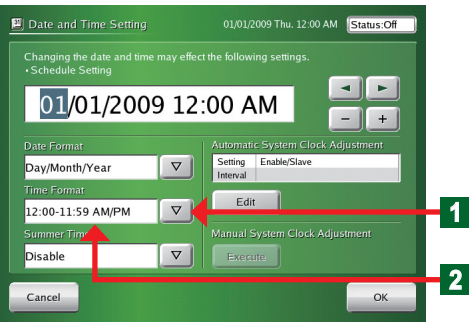 31 Date and Time Setting 01/01/2009 Thu. 12:00 AM Status:Off
Changing the date and time may effect the following settings.
• Schedule Setting
01/01/2009 12:00 AM
◄ ►
− +
Date Format
Day/Month/Year ▽
Time Format
12:00-11:59 AM/PM ▽
Summer Time
Disable ▽
Automatic System Clock Adjustment
Setting Enable/Slave
Interval
Edit
Manual System Clock Adjustment
Execute
Cancel OK
1
2